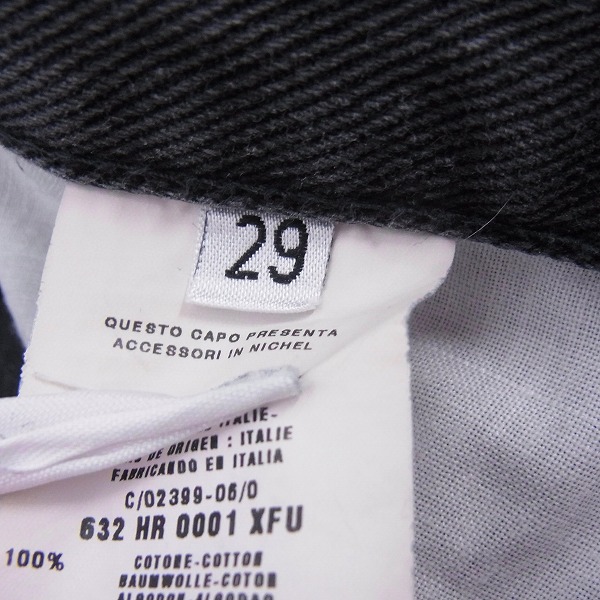 29
QUESTO CAPO PRESENTA
ACCESSORI IN NICHEL
ITALIE-
DE ORIGEN : ITALIE
FABRICANDO EN ITALIA
C/02399-06/0
632 HR 0001 XFU
100% COTONE-COTTON
BAUMWOLLE-COTON